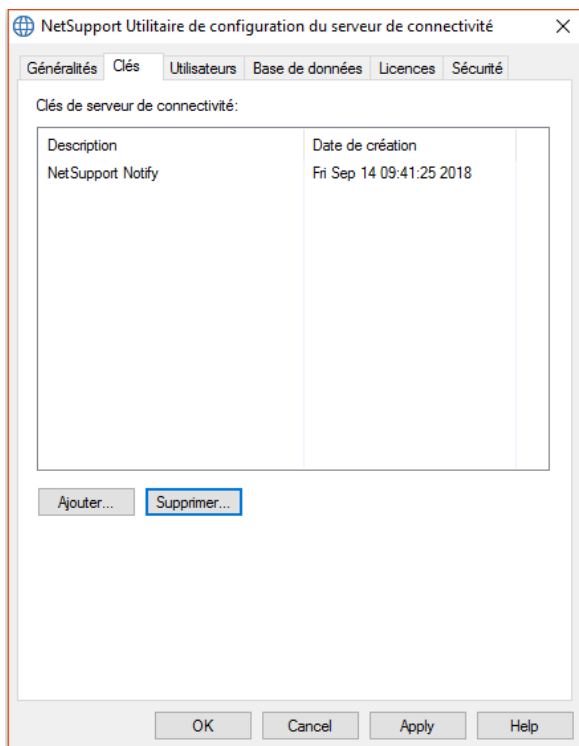 NetSupport Utilitaire de configuration du serveur de connectivité
Généralités Clés Utilisateurs Base de données Licences Sécurité
Clés de serveur de connectivité:
Description Date de création
NetSupport Notify Fri Sep 14 09:41:25 2018
Ajouter... Supprimer...
OK Cancel Apply Help